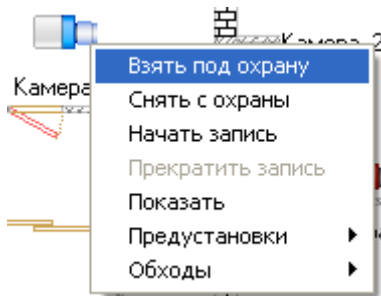 Камера 2
Взять под охрану
Камера
Снять с охраны
Начать запись
Прекратить запись
Показать
Предустановки
Обходы